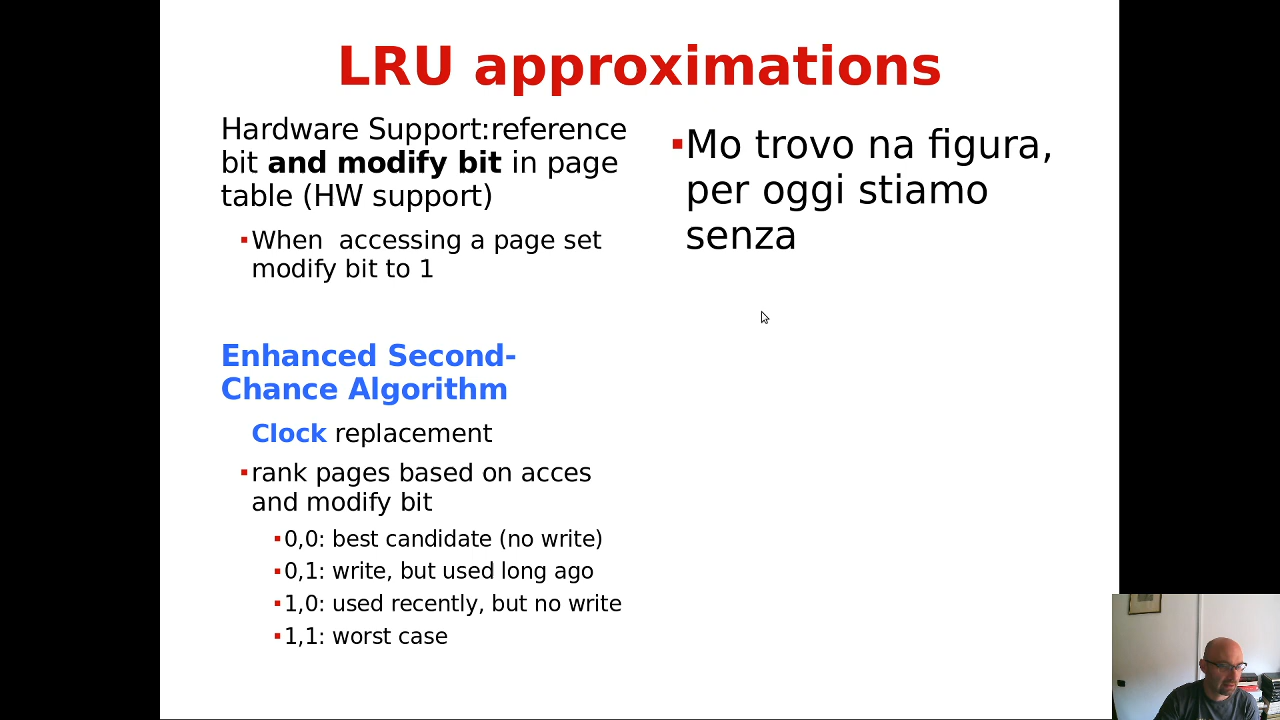 LRU approximations
Hardware Support:reference
bit and modify bit in page
table (HW support)
▪When  accessing a page set
modify bit to 1
Enhanced Second-
Chance Algorithm
Clock replacement
▪rank pages based on acces
and modify bit
▪0,0: best candidate (no write)
▪0,1: write, but used long ago
▪1,0: used recently, but no write
▪1,1: worst case
▪Mo trovo na figura,
per oggi stiamo
senza